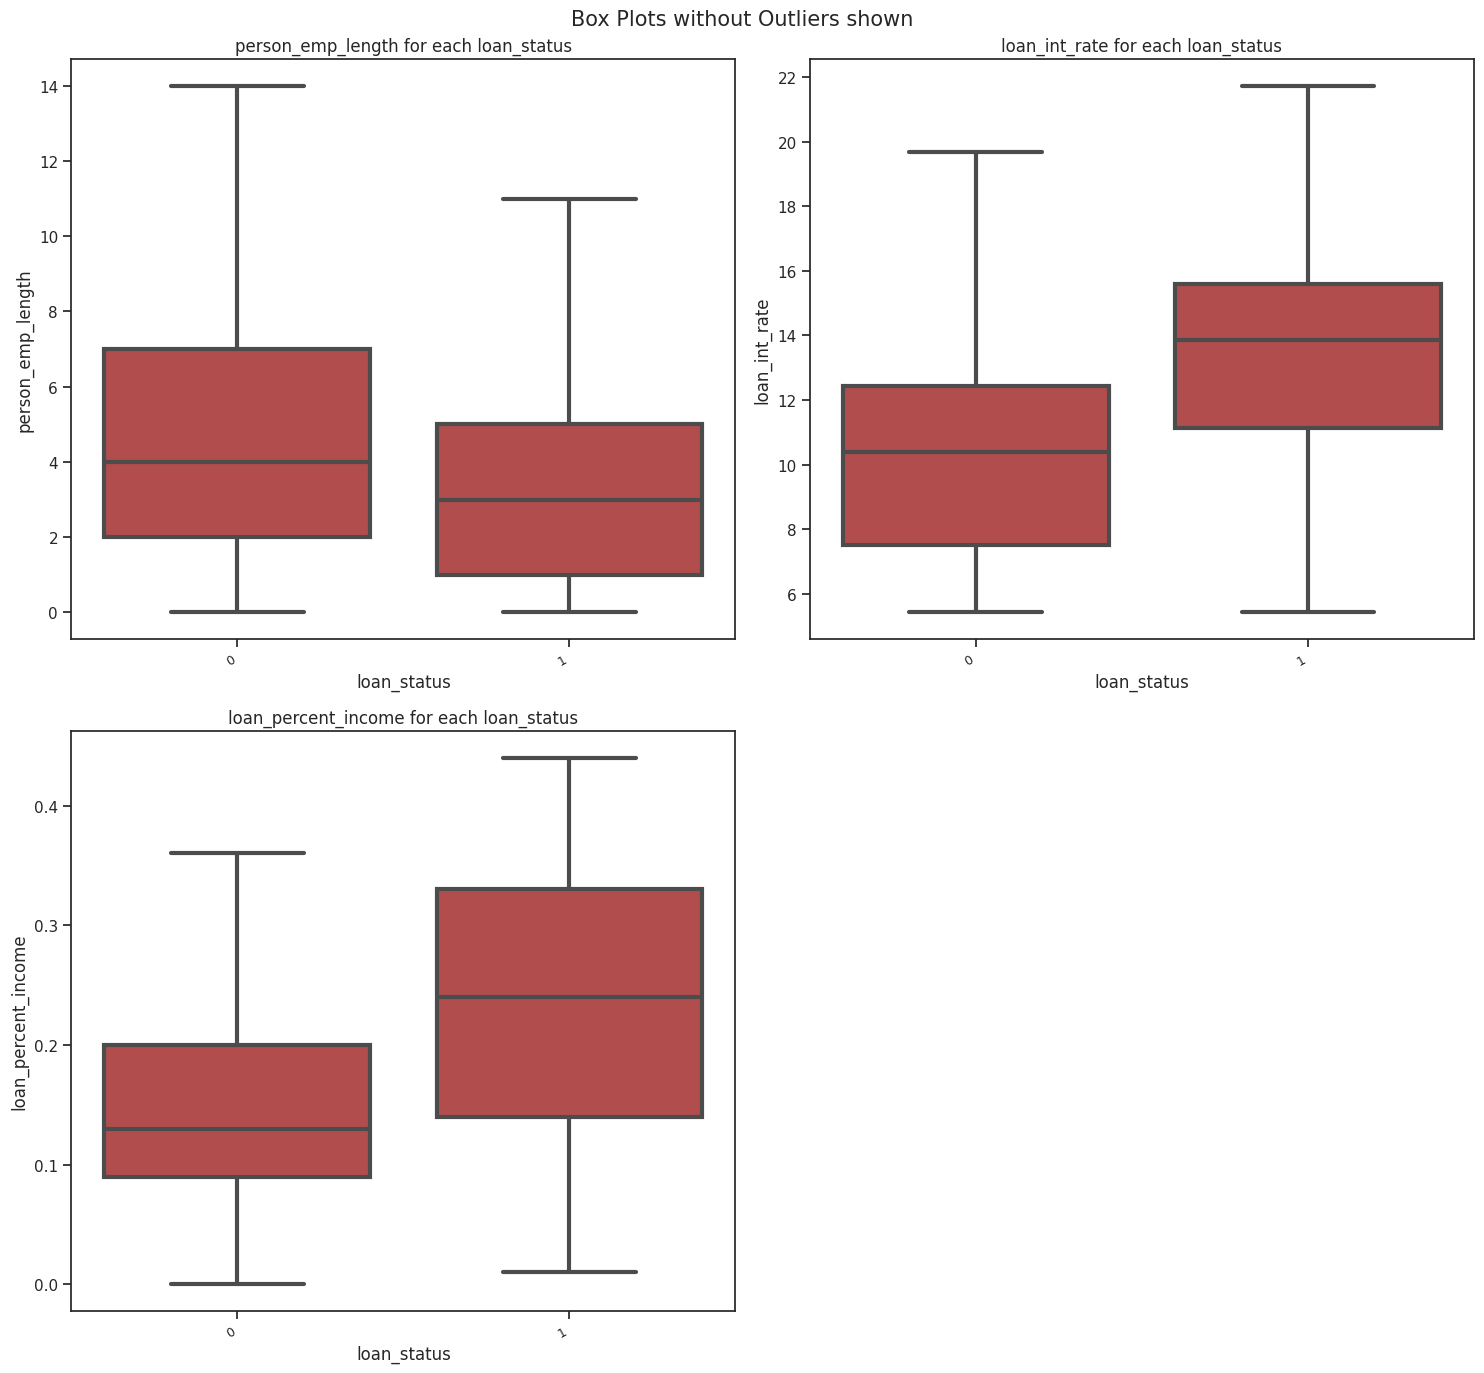 Box Plots without Outliers shown
person_emp_length for each loan_status
14
12
10
8
6
4
2
0
person_emp_length
0
1
loan_status
loan_int_rate for each loan_status
22
20
18
16
14
12
10
8
6
loan_int_rate
0
1
loan_status
loan_percent_income for each loan_status
0.4
0.3
0.2
0.1
0.0
loan_percent_income
0
1
loan_status